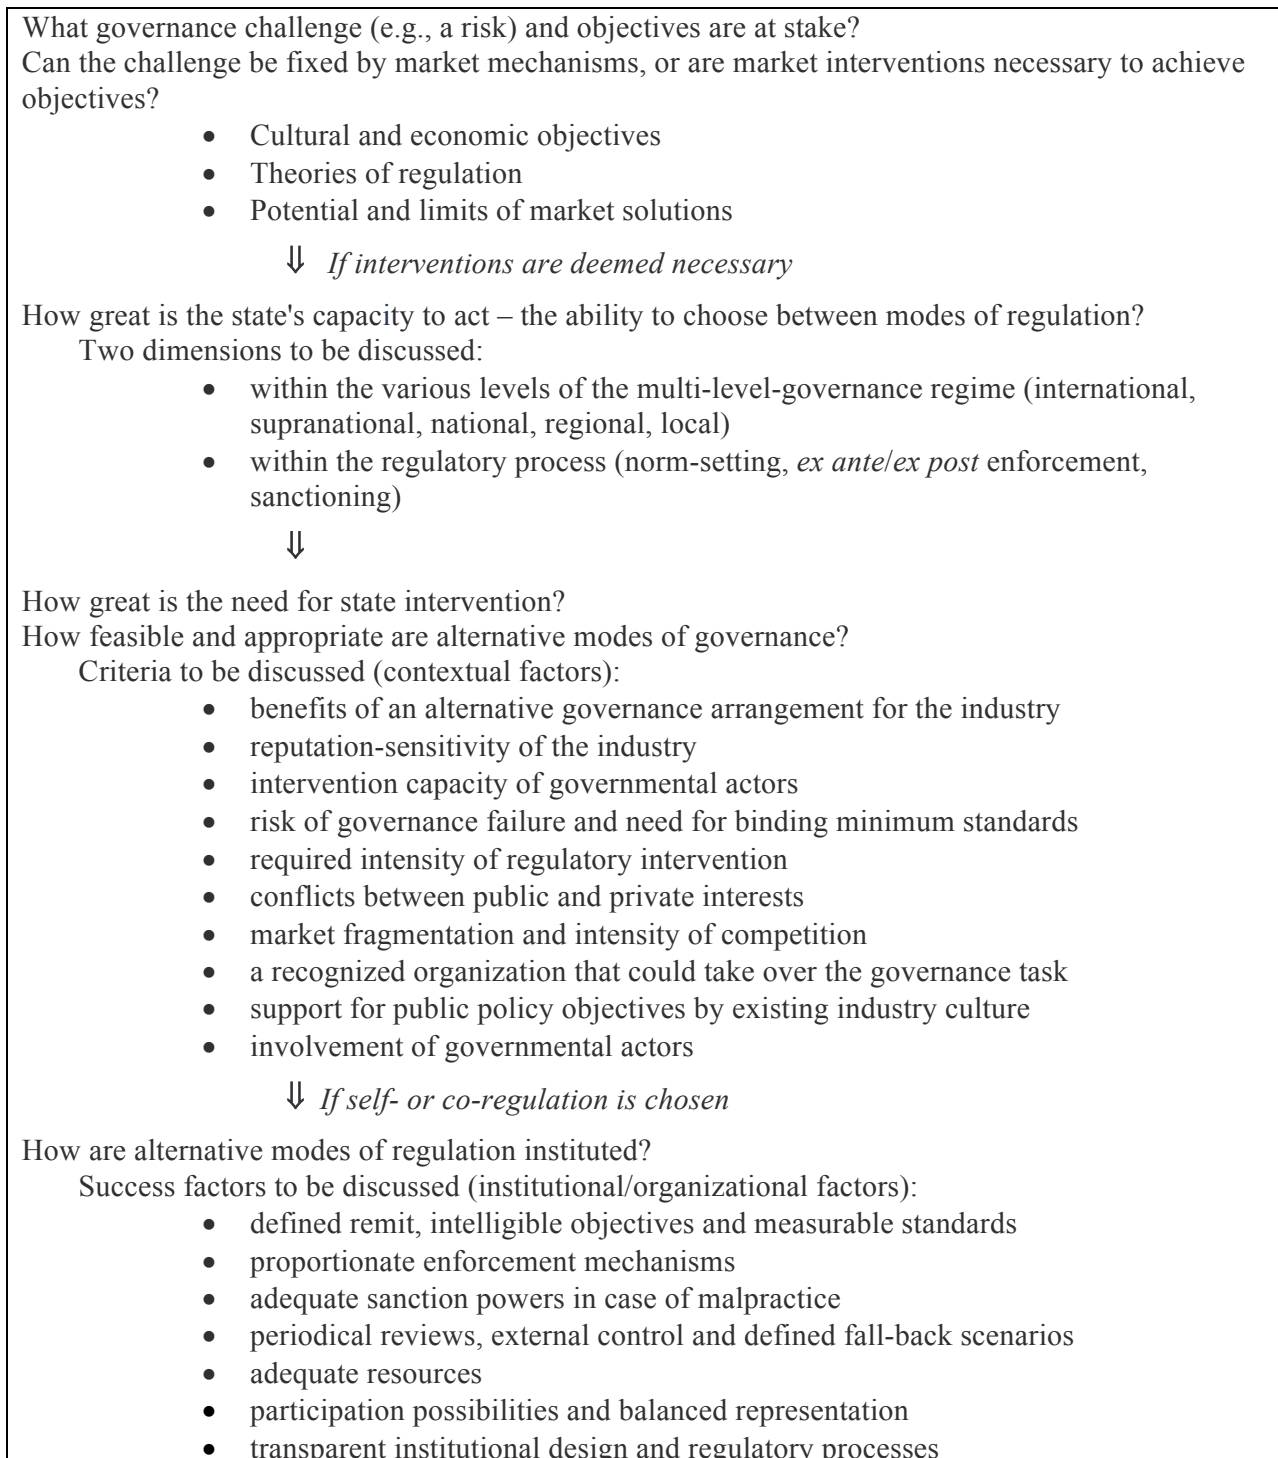 What governance challenge (e.g., a risk) and objectives are at stake?
Can the challenge be fixed by market mechanisms, or are market interventions necessary to achieve
objectives?
• Cultural and economic objectives
• Theories of regulation
• Potential and limits of market solutions
⇓ If interventions are deemed necessary
How great is the state's capacity to act – the ability to choose between modes of regulation?
Two dimensions to be discussed:
• within the various levels of the multi-level-governance regime (international,
supranational, national, regional, local)
• within the regulatory process (norm-setting, ex ante/ex post enforcement,
sanctioning)
⇓
How great is the need for state intervention?
How feasible and appropriate are alternative modes of governance?
Criteria to be discussed (contextual factors):
• benefits of an alternative governance arrangement for the industry
• reputation-sensitivity of the industry
• intervention capacity of governmental actors
• risk of governance failure and need for binding minimum standards
• required intensity of regulatory intervention
• conflicts between public and private interests
• market fragmentation and intensity of competition
• a recognized organization that could take over the governance task
• support for public policy objectives by existing industry culture
• involvement of governmental actors
⇓ If self- or co-regulation is chosen
How are alternative modes of regulation instituted?
Success factors to be discussed (institutional/organizational factors):
• defined remit, intelligible objectives and measurable standards
• proportionate enforcement mechanisms
• adequate sanction powers in case of malpractice
• periodical reviews, external control and defined fall-back scenarios
• adequate resources
• participation possibilities and balanced representation
• transparent institutional design and regulatory processes